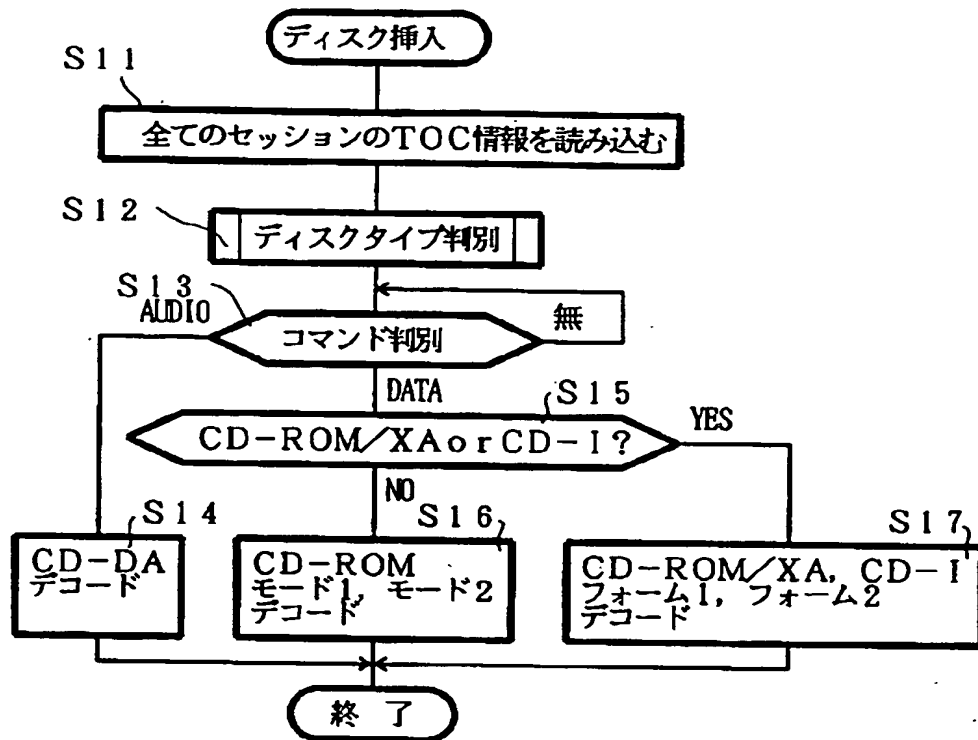 ディスク挿入
S11
全てのセッションのTOC情報を読み込む
S12
ディスクタイプ判別
S13
AUDIO
無
コマンド判別
DATA
S15
YES
CD-ROM/XAorCD-I?
NO
S14
S16
S17
CD-DA
デコード
CD-ROM
モード1, モード2
デコード
CD-ROM/XA, CD-I
フォーム1, フォーム2
デコード
終了